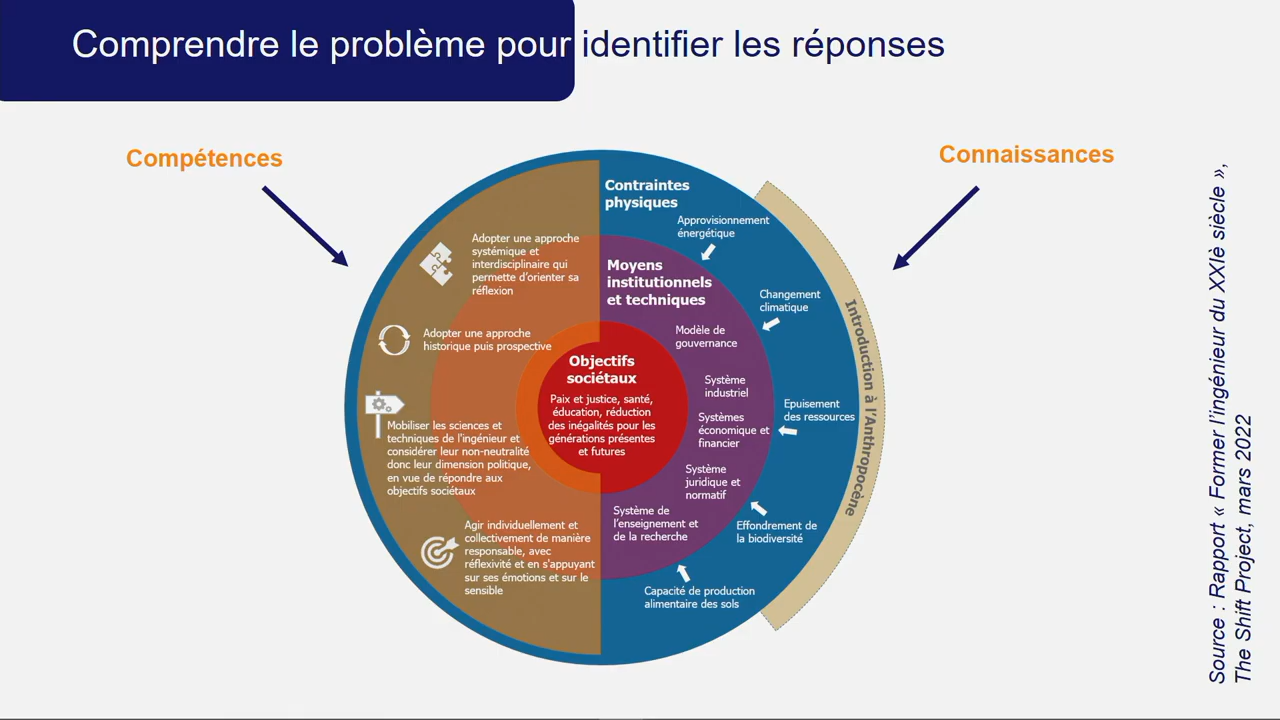 Comprendre le problème pour identifier les réponses
Compétences
Connaissances
Adopter une approche
systémique et
interdisciplinaire qui
permette d'orienter sa
réflexion
Adopter une approche
historique puis prospective
Mobiliser les sciences et
techniques de l'ingénieur et
considérer leur non-neutralité
donc leur dimension politique,
en vue de répondre aux
objectifs sociétaux
Agir individuellement et
collectivement de manière
responsable, avec
réflexivité et en s'appuyant
sur ses émotions et sur le
sensible
Objectifs
sociétaux
Paix et justice, santé,
éducation, réduction
des inégalités pour les
générations présentes
et futures
Contraintes
physiques
Approvisionnement
énergétique
Changement
climatique
Epuisement
des ressources
Effondrement de
la biodiversité
Capacité de production
alimentaire des sols
Moyens
institutionnels
et techniques
Modèle de
gouvernance
Système
industriel
Systèmes
économique et
financier
Système
juridique et
normatif
Système de
l'enseignement et
de la recherche
Introduction à l'Anthropocène
Source : Rapport « Former l'ingénieur du XXIè siècle »,
The Shift Project, mars 2022